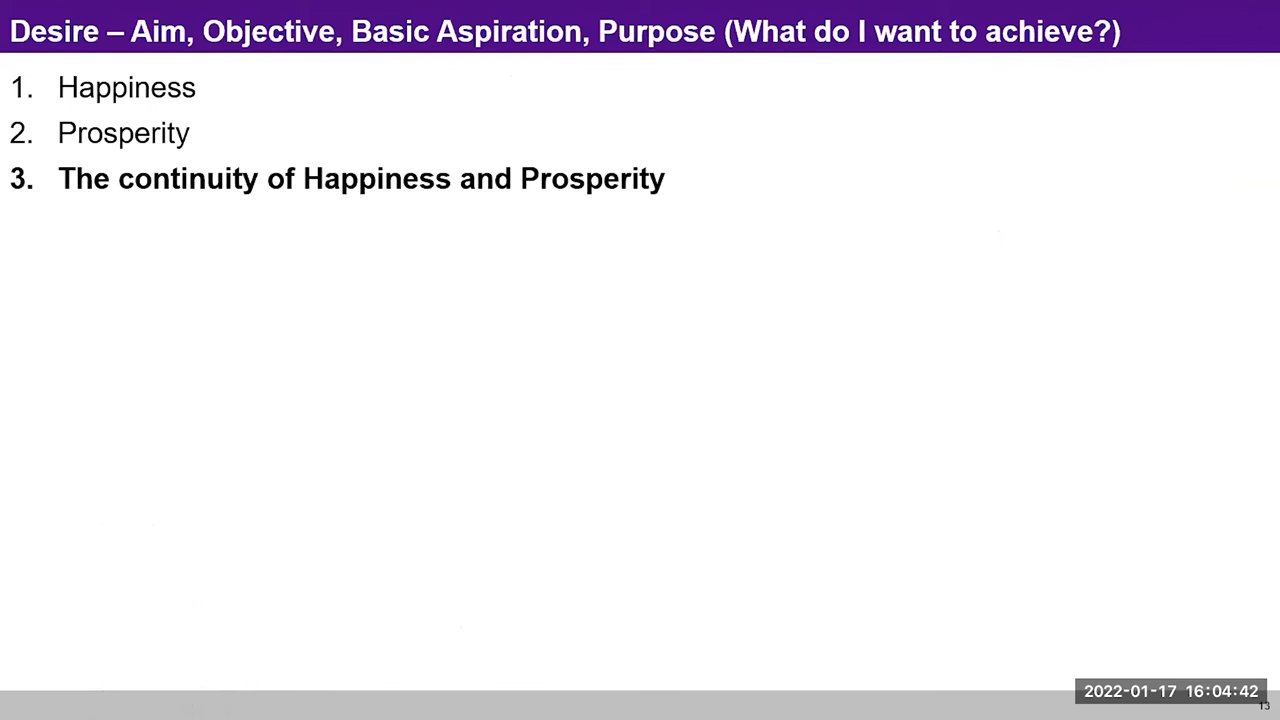 Desire – Aim, Objective, Basic Aspiration, Purpose (What do I want to achieve?)
1. Happiness
2. Prosperity
3. The continuity of Happiness and Prosperity
2022-01-17 16:04:42
13